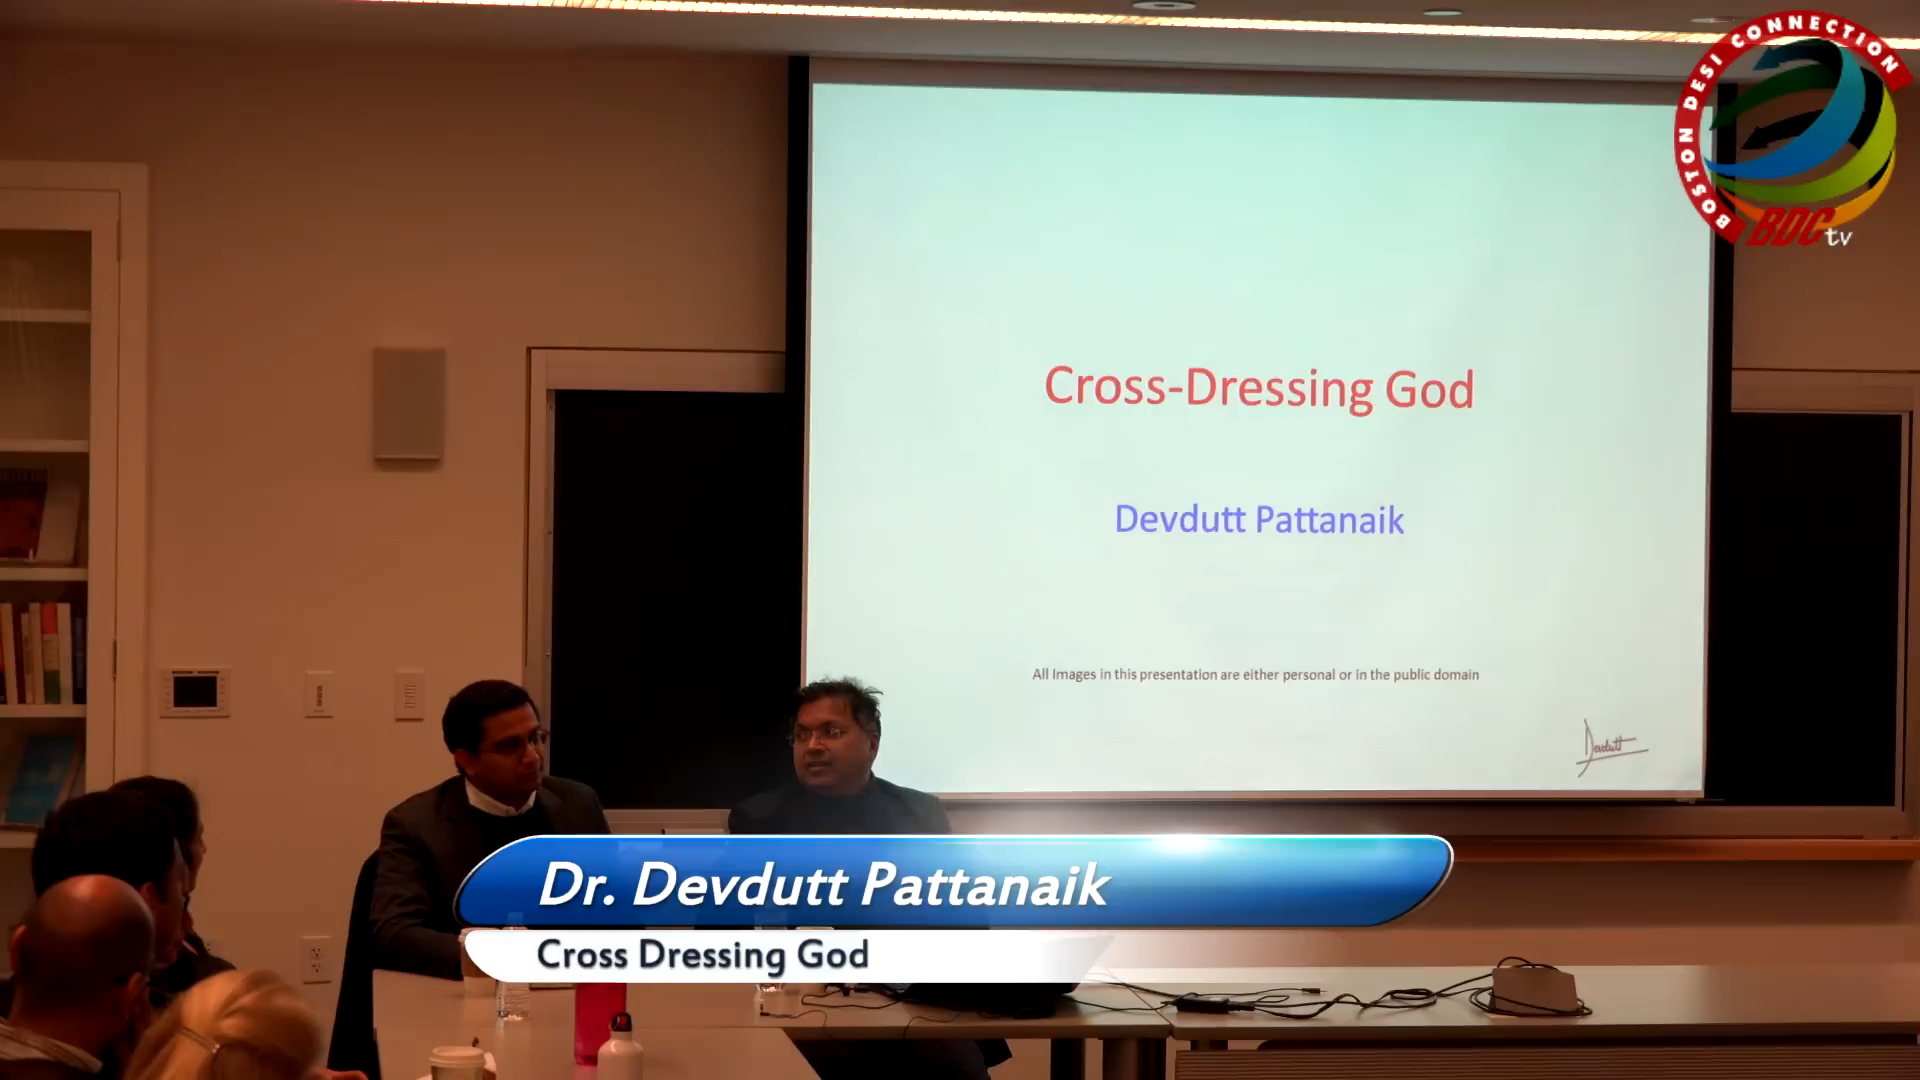 BOSTON DESI CONNECTION
BDC tv
Cross-Dressing God
Devdutt Pattanaik
All Images in this presentation are either personal or in the public domain
Devdutt
Dr. Devdutt Pattanaik
Cross Dressing God